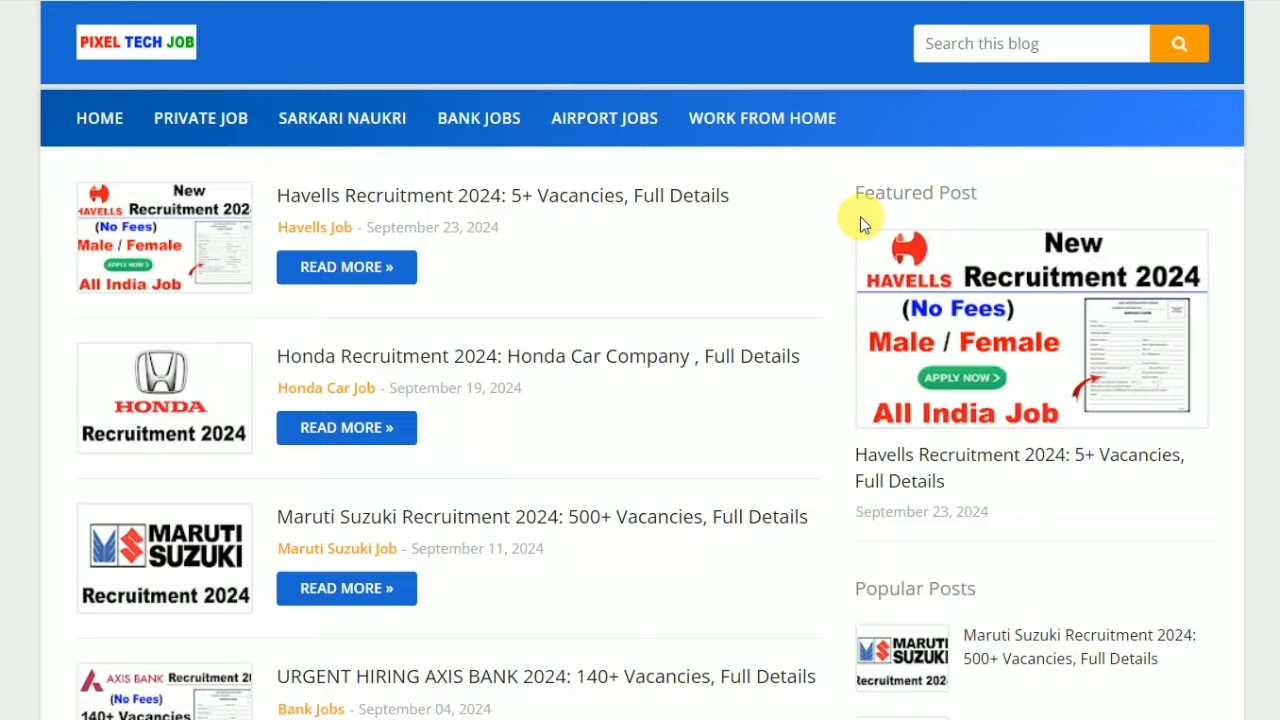 PIXEL TECH JOB
Search this blog
HOME PRIVATE JOB SARKARI NAUKRI BANK JOBS AIRPORT JOBS WORK FROM HOME
New
HAVELLS Recruitment 202
(No Fees)
Male / Female
APPLY NOW >
All India Job
Havells Recruitment 2024: 5+ Vacancies, Full Details
Havells Job - September 23, 2024
READ MORE »
HONDA
Recruitment 2024
Honda Recruitment 2024: Honda Car Company , Full Details
Honda Car Job - September 19, 2024
READ MORE »
MARUTI
SUZUKI
Recruitment 2024
Maruti Suzuki Recruitment 2024: 500+ Vacancies, Full Details
Maruti Suzuki Job - September 11, 2024
READ MORE »
AXIS BANK Recruitment 2
(No Fees)
140+ Vacancies
URGENT HIRING AXIS BANK 2024: 140+ Vacancies, Full Details
Bank Jobs - September 04, 2024
Featured Post
New
HAVELLS Recruitment 2024
(No Fees)
Male / Female
APPLY NOW >
All India Job
Havells Recruitment 2024: 5+ Vacancies,
Full Details
September 23, 2024
Popular Posts
MARUTI
SUZUKI
Recruitment 202
Maruti Suzuki Recruitment 2024:
500+ Vacancies, Full Details